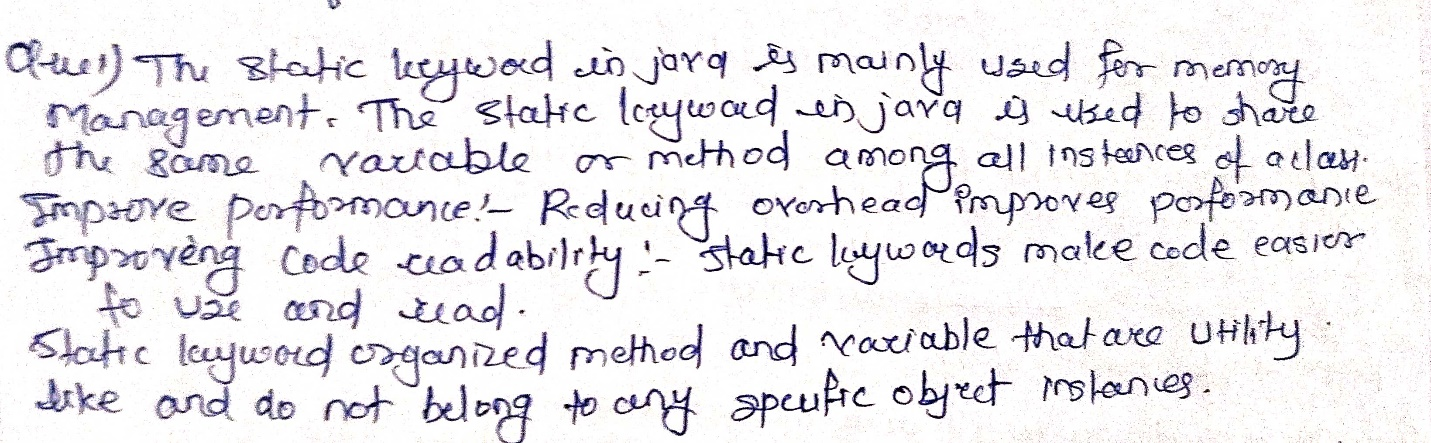 Que1) The static keyword in java is mainly used for memory
Management. The static keyword in java is used to share
the same variable or method among all instances of a class.
Improve performance:- Reducing overhead improves performance
Improving code readability :- static keywords make code easier
to use and read.
Static keyword organized method and variable that are utility
like and do not belong to any specific object instances.